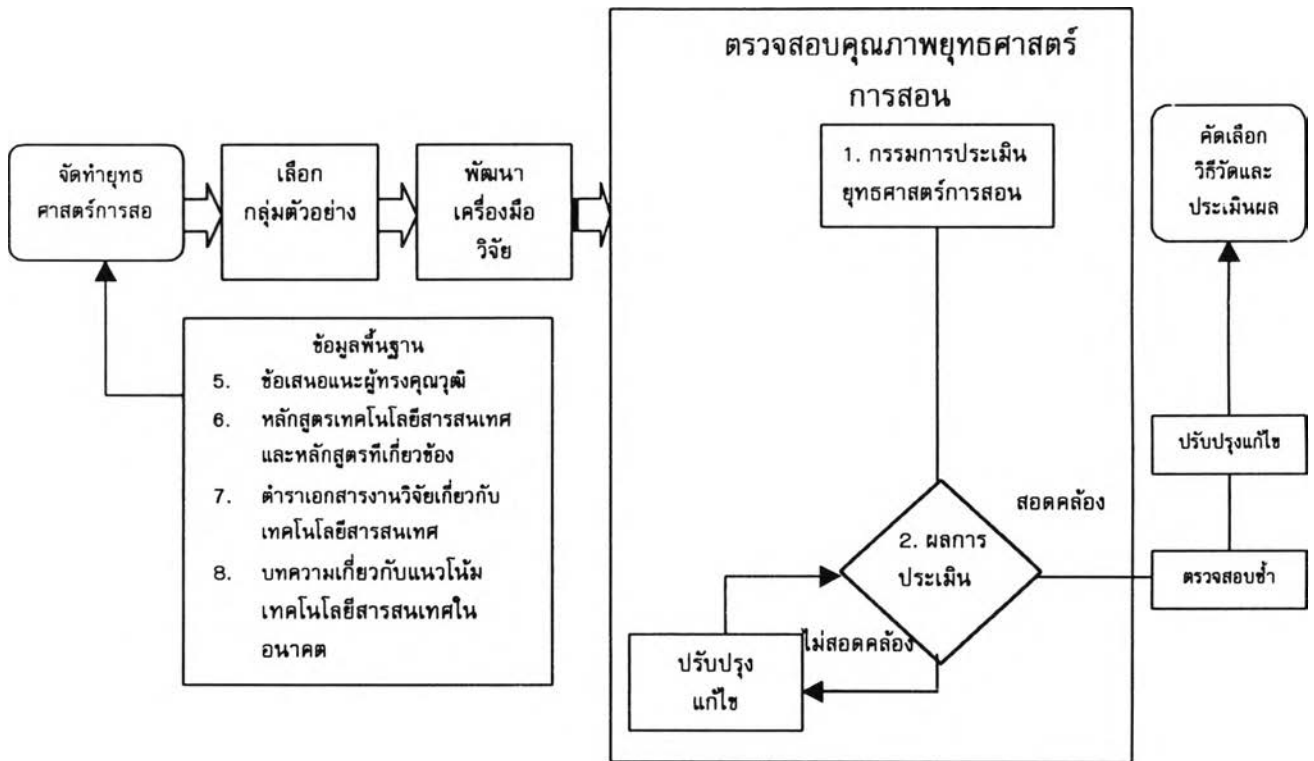 ตรวจสอบคุณภาพยุทธศาสตร์
การสอน
จัดทำยุทธ
ศาสตร์การสอ
เลือก
กลุ่มตัวอย่าง
พัฒนา
เครื่องมือ
วิจัย
1. กรรมการประเมิน
ยุทธศาสตร์การสอน
คัดเลือก
วิธีวัดและ
ประเมินผล
ข้อมูลพื้นฐาน
5. ข้อเสนอแนะผู้ทรงคุณวุฒิ
6. หลักสูตรเทคโนโลยีสารสนเทศ
และหลักสูตรที่เกี่ยวข้อง
7. ตำราเอกสารงานวิจัยเกี่ยวกับ
เทคโนโลยีสารสนเทศ
8. บทความเกี่ยวกับแนวโน้ม
เทคโนโลยีสารสนเทศใน
อนาคต
2. ผลการ
ประเมิน
สอดคล้อง
ไม่สอดคล้อง
ปรับปรุง
แก้ไข
ตรวจสอบซ้ำ
ปรับปรุงแก้ไข